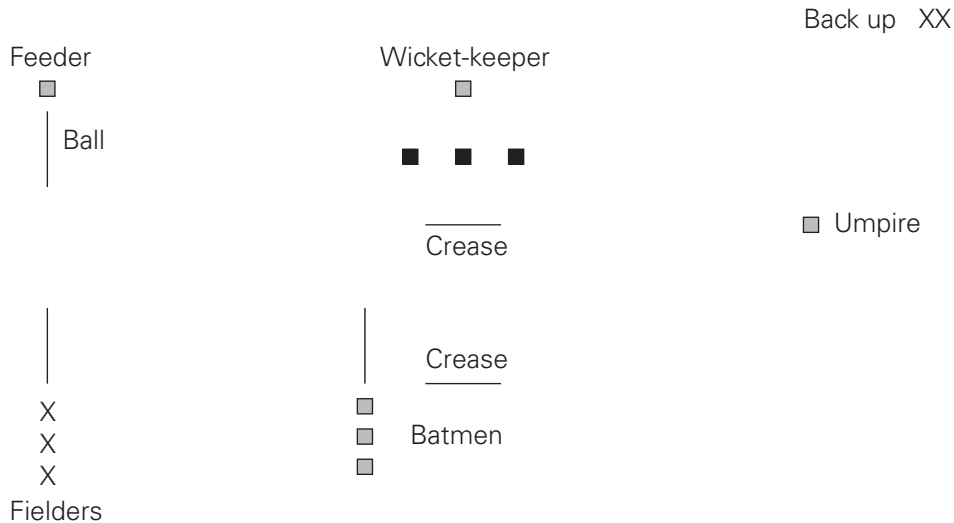 Back up XX
Feeder
Wicket-keeper
Ball
Umpire
Crease
Crease
X
X
X
Batmen
Fielders